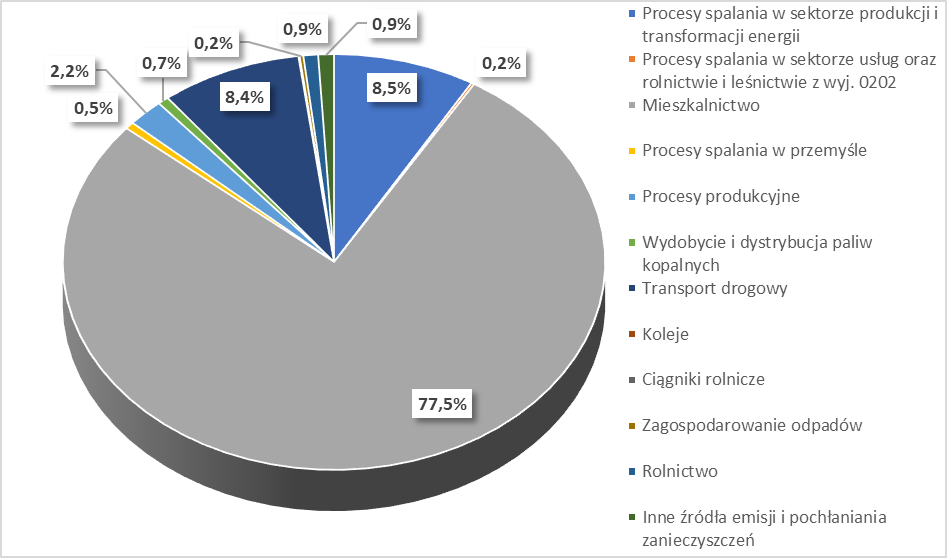 0,9%
0,9%
0,2%
0,7%
2,2%
0,5%
8,4%
8,5%
0,2%
77,5%
Procesy spalania w sektorze produkcji i
transformacji energii
Procesy spalania w sektorze usług oraz
rolnictwie i leśnictwie z wyj. 0202
Mieszkalnictwo
Procesy spalania w przemyśle
Procesy produkcyjne
Wydobycie i dystrybucja paliw
kopalnych
Transport drogowy
Koleje
Ciągniki rolnicze
Zagospodarowanie odpadów
Rolnictwo
Inne źródła emisji i pochłaniania
zanieczyszczeń